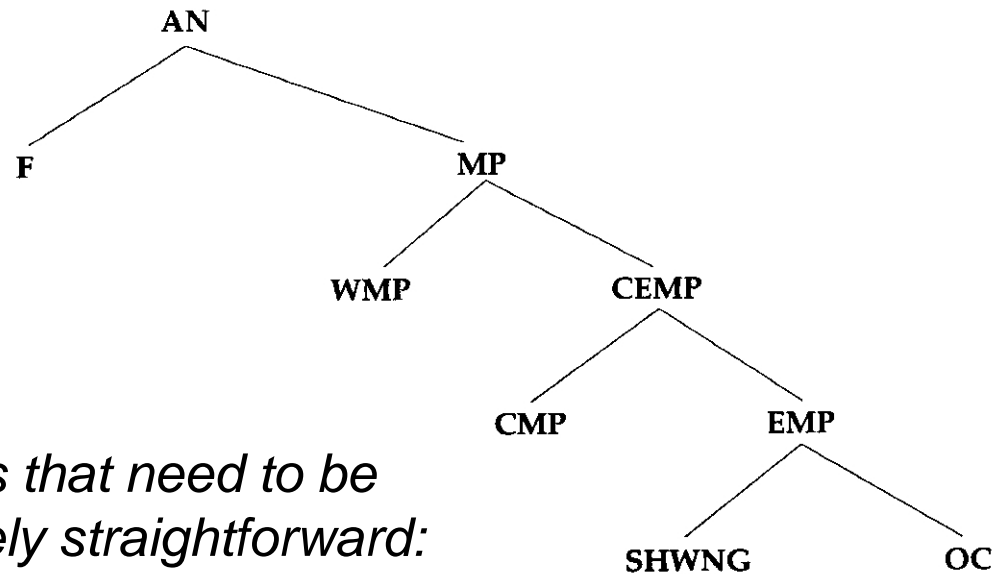 AN
F
MP
WMP
CEMP
CMP
EMP
s that need to be
ely straightforward:
SHWNG
OC